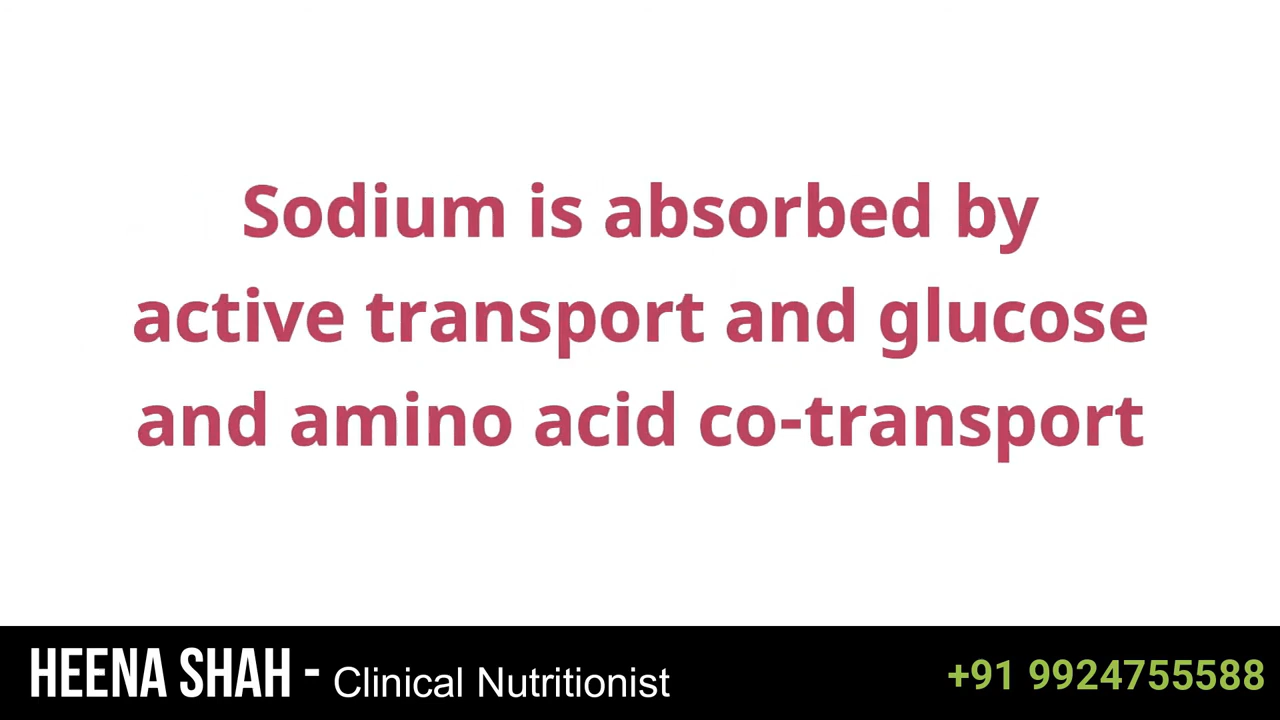 Sodium is absorbed by
active transport and glucose
and amino acid co-transport
HEENA SHAH - Clinical Nutritionist
+91 9924755588